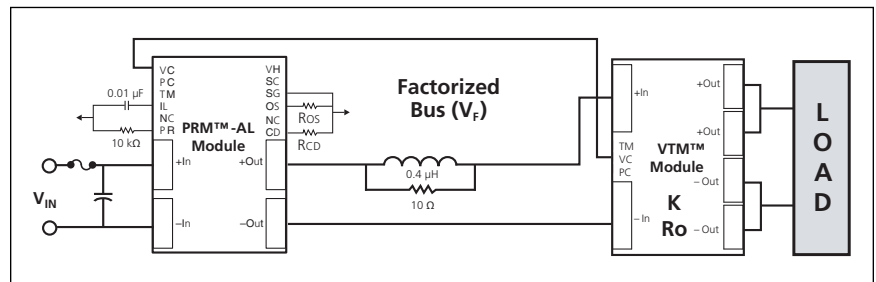 VC
PC
TM
IL
NC
PR
VH
SC
SG
OS
NC
CD
0.01 µF
10 kΩ
PRM™-AL
Module
+In
–In
+Out
–Out
VIN
ROS
RCD
Factorized
Bus (VF)
0.4 µH
10 Ω
+In
– In
TM
VC
PC
VTM™
Module
K
Ro
+Out
+Out
– Out
– Out
L
O
A
D